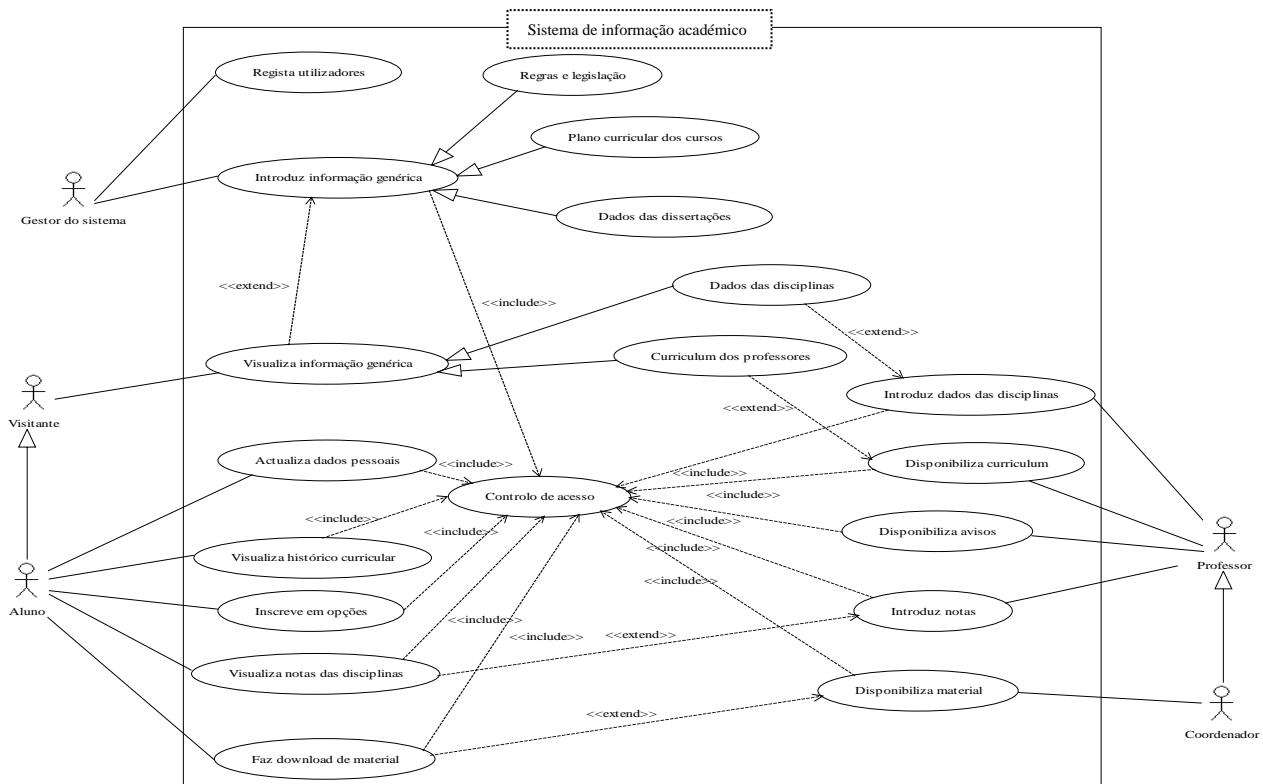 Sistema de informação académico
Regista utilizadores
Regras e legislação
Plano curricular dos cursos
Introduz informação genérica
Gestor do sistema
Dados das dissertações
<<extend>>
<<include>>
Dados das disciplinas
<<extend>>
Visualiza informação genérica
Curriculum dos professores
Introduz dados das disciplinas
Visitante
<<extend>>
Actualiza dados pessoais
<<include>>
<<include>>
Disponibiliza curriculum
Controlo de acesso
<<include>>
<<include>>
<<include>>
<<include>>
Disponibiliza avisos
Visualiza histórico curricular
<<include>>
Professor
<<include>>
Aluno
Inscreve em opções
Introduz notas
<<include>>
<<include>>
<<extend>>
Visualiza notas das disciplinas
Disponibiliza material
<<extend>>
Coordenador
Faz download de material